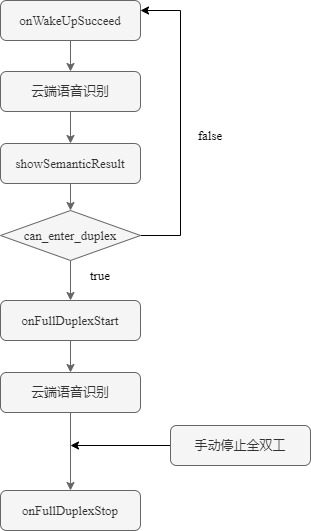 onWakeUpSucceed
云端语音识别
false
showSemanticResult
can_enter_duplex
true
onFullDuplexStart
云端语音识别
手动停止全双工
onFullDuplexStop